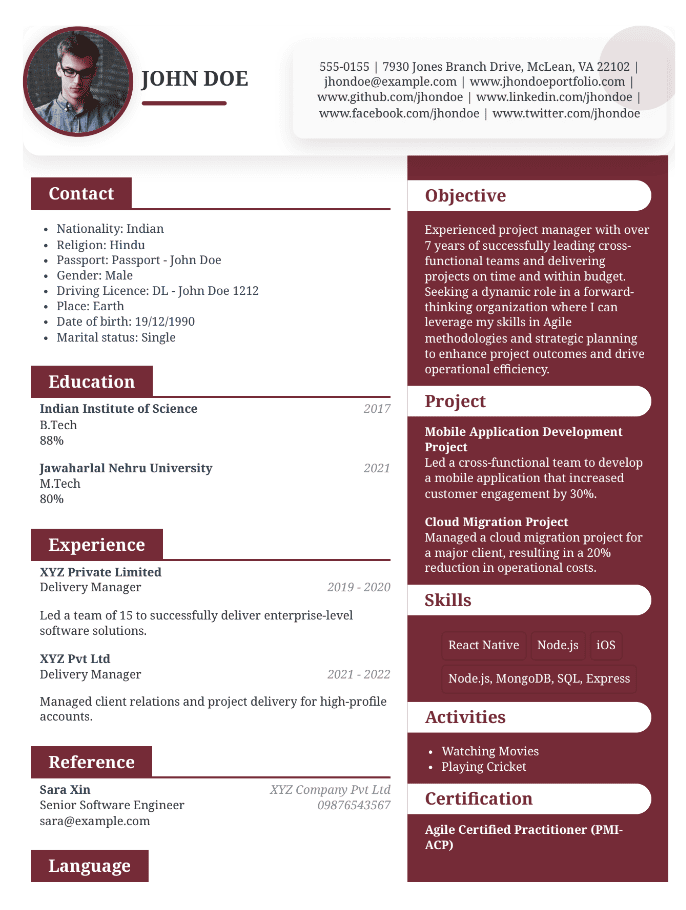 JOHN DOE
555-0155 | 7930 Jones Branch Drive, McLean, VA 22102 |
jhondoe@example.com | www.jhondoeportfolio.com |
www.github.com/jhondoe | www.linkedin.com/jhondoe |
www.facebook.com/jhondoe | www.twitter.com/jhondoe
Contact
• Nationality: Indian
• Religion: Hindu
• Passport: Passport - John Doe
• Gender: Male
• Driving Licence: DL - John Doe 1212
• Place: Earth
• Date of birth: 19/12/1990
• Marital status: Single
Education
Indian Institute of Science 2017
B.Tech
88%
Jawaharlal Nehru University 2021
M.Tech
80%
Experience
XYZ Private Limited
Delivery Manager 2019 - 2020
Led a team of 15 to successfully deliver enterprise-level
software solutions.
XYZ Pvt Ltd
Delivery Manager 2021 - 2022
Managed client relations and project delivery for high-profile
accounts.
Reference
Sara Xin XYZ Company Pvt Ltd
Senior Software Engineer 09876543567
sara@example.com
Language
Objective
Experienced project manager with over
7 years of successfully leading cross-
functional teams and delivering
projects on time and within budget.
Seeking a dynamic role in a forward-
thinking organization where I can
leverage my skills in Agile
methodologies and strategic planning
to enhance project outcomes and drive
operational efficiency.
Project
Mobile Application Development
Project
Led a cross-functional team to develop
a mobile application that increased
customer engagement by 30%.
Cloud Migration Project
Managed a cloud migration project for
a major client, resulting in a 20%
reduction in operational costs.
Skills
React Native Node.js iOS
Node.js, MongoDB, SQL, Express
Activities
• Watching Movies
• Playing Cricket
Certification
Agile Certified Practitioner (PMI-
ACP)